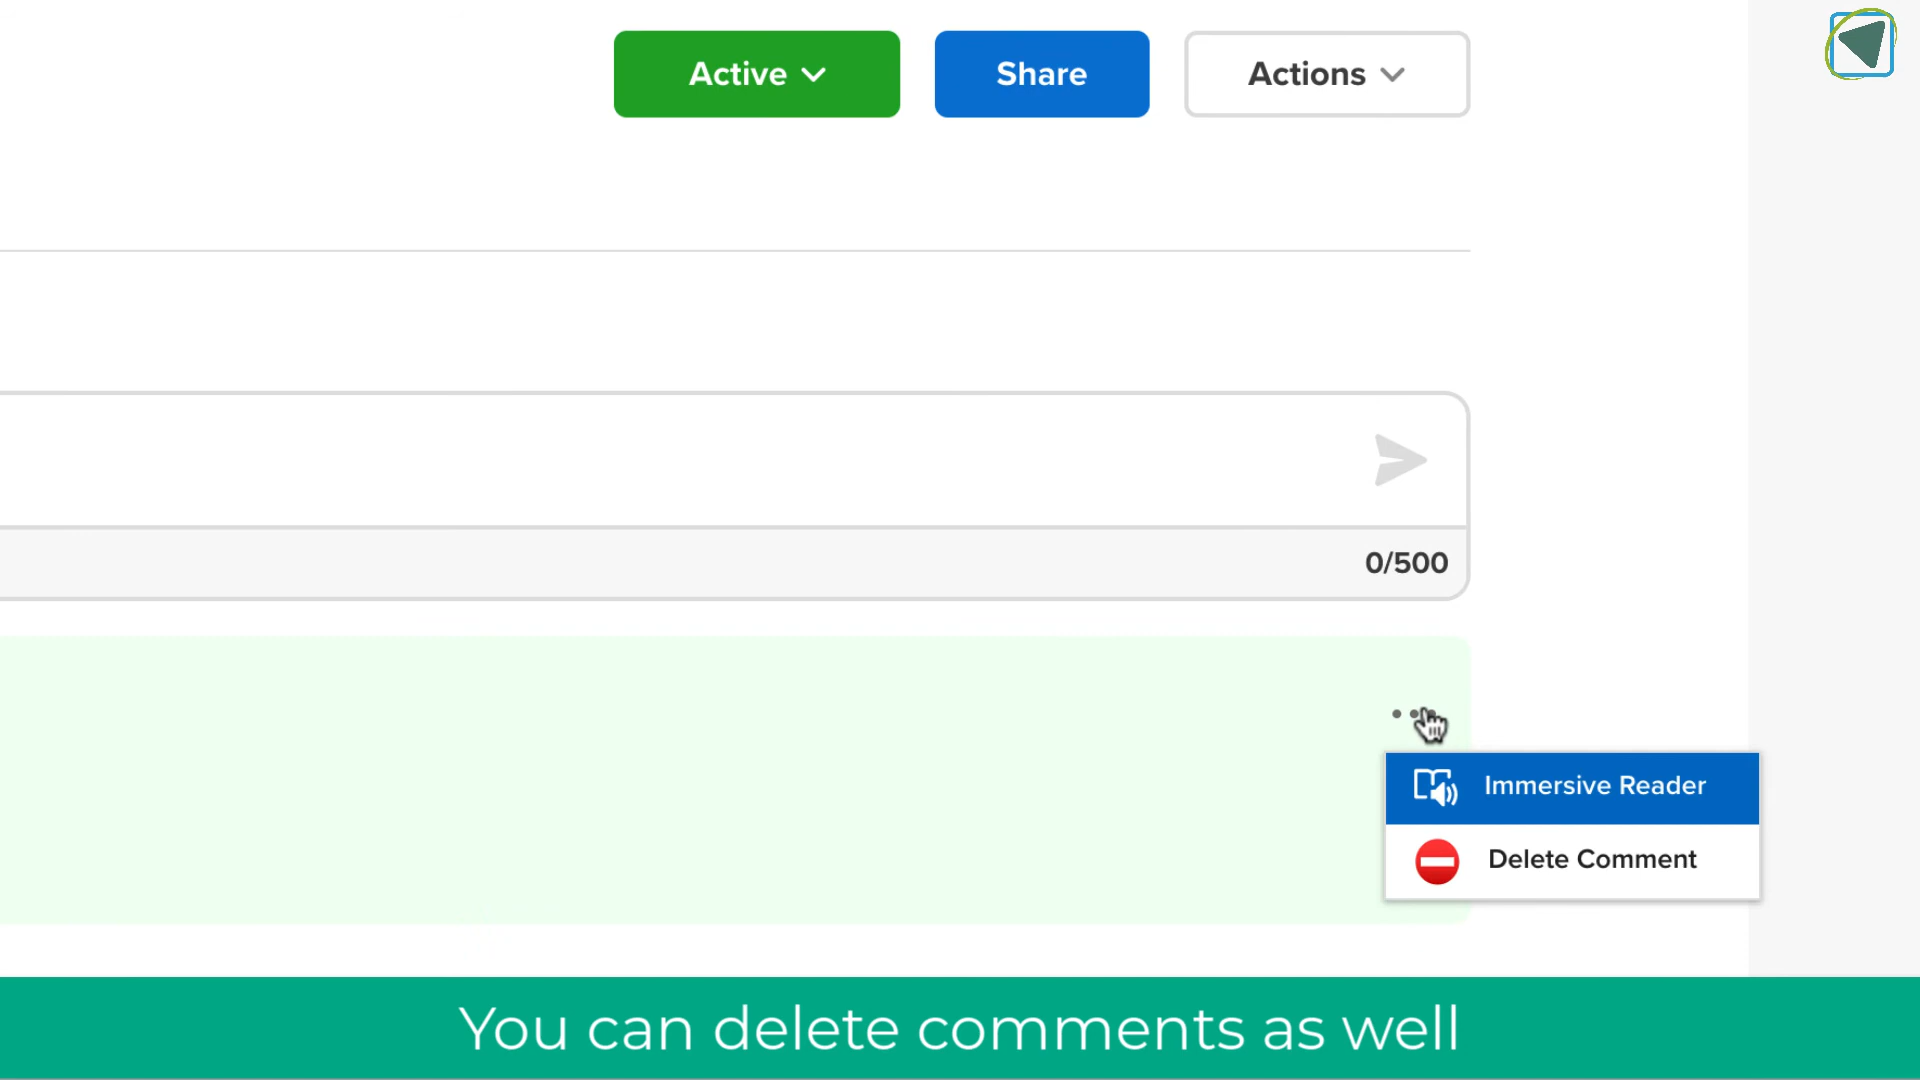 Active
Share
Actions
0/500
Immersive Reader
Delete Comment
You can delete comments as well